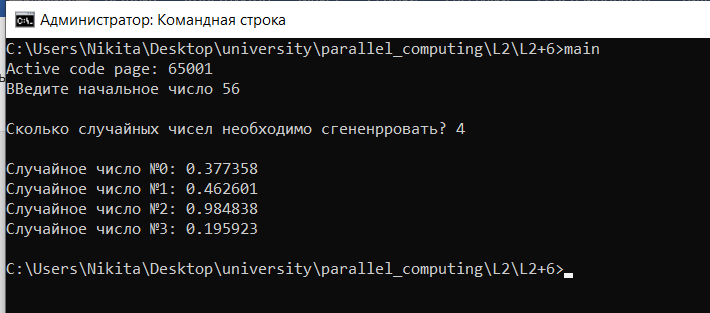 Администратор: Командная строка
C:\Users\Nikita\Desktop\university\parallel_computing\L2\L2+6>main
Active code page: 65001
ВВедите начальное число 56
Сколько случайных чисел необходимо сгененрровать? 4
Случайное число №0: 0.377358
Случайное число №1: 0.462601
Случайное число №2: 0.984838
Случайное число №3: 0.195923
C:\Users\Nikita\Desktop\university\parallel_computing\L2\L2+6>